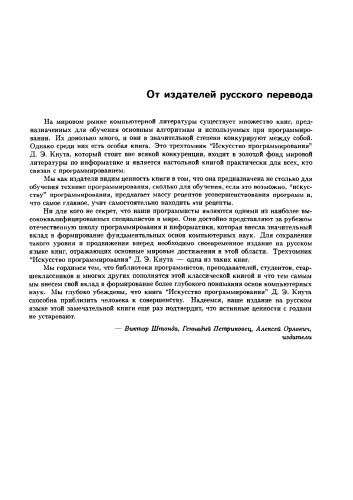 От издателей русского перевода
На мировом рынке компьютерной литературы существует множество книг, пред-
назначенных для обучения основным алгоритмам и используемых при программиро-
вании. Их довольно много, и они в значительной степени конкурируют между собой.
Однако среди них есть особая книга. Это трехтомник “Искусство программирования”
Д. Э. Кнута, который стоит вне всякой конкуренции, входит в золотой фонд мировой
литературы по информатике и является настольной книгой практически для всех, кто
связан с программированием.
Мы как издатели видим ценность книги в том, что она предназначена не столько для
обучения технике программирования, сколько для обучения, если это возможно, “искус-
ству” программирования, предлагает массу рецептов усовершенствования программ и,
что самое главное, учит самостоятельно находить эти рецепты.
Ни для кого не секрет, что наши программисты являются одними из наиболее вы-
сококвалифицированных специалистов в мире. Они достойно представляют за рубежом
отечественную школу программирования и информатики, которая внесла значительный
вклад в формирование фундаментальных основ компьютерных наук. Для сохранения
такого уровня и продвижения вперед необходимо своевременное издание на русском
языке книг, отражающих основные мировые достижения в этой области. Трехтомник
“Искусство программирования” Д. Э. Кнута — одна из таких книг.
Мы гордимся тем, что библиотеки программистов, преподавателей, студентов, стар-
шеклассников и многих других пополнятся этой классической книгой и что тем самым
мы внесем свой вклад в формирование более глубокого понимания основ компьютерных
наук. Мы глубоко убеждены, что книга “Искусство программирования” Д. Э. Кнута
способна приблизить человека к совершенству. Надеемся, наше издание на русском
языке этой замечательной книги еще раз подтвердит, что истинные ценности с годами
не устаревают.
— Виктор Штонда, Геннадий Петриковец, Алексей Орлович,
издатели